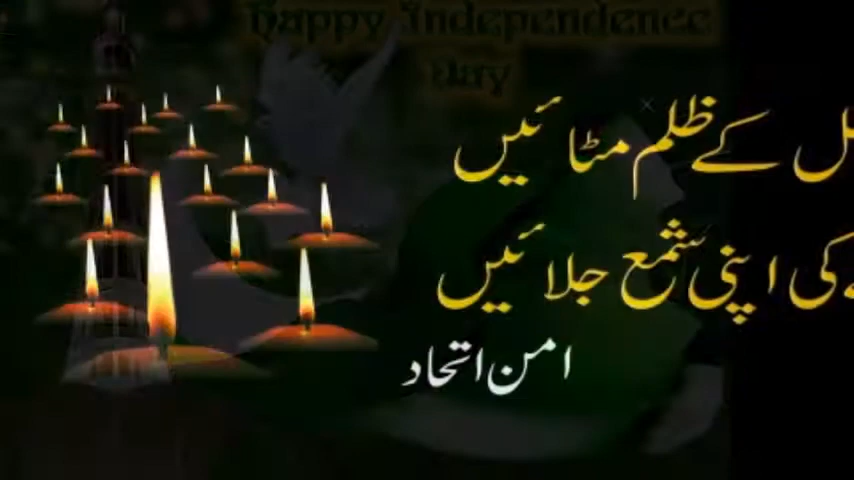 Happy Independence
Day
کے ظلم مٹائیں
کی اپنی شمع جلائیں
امن اتحاد